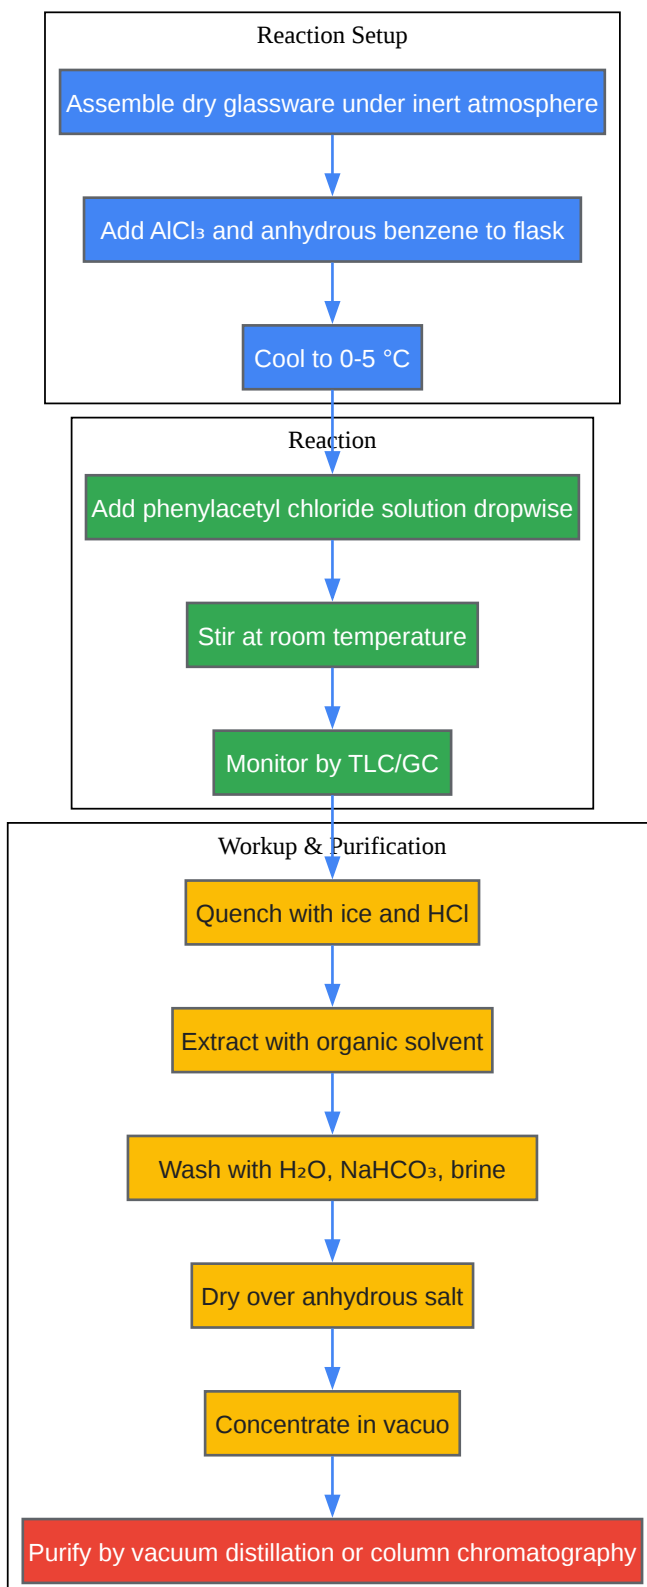 Reaction Setup
Assemble dry glassware under inert atmosphere
Add AlCl₃ and anhydrous benzene to flask
Cool to 0-5 °C
Reaction
Add phenylacetyl chloride solution dropwise
Stir at room temperature
Monitor by TLC/GC
Workup & Purification
Quench with ice and HCl
Extract with organic solvent
Wash with H₂O, NaHCO₃, brine
Dry over anhydrous salt
Concentrate in vacuo
Purify by vacuum distillation or column chromatography